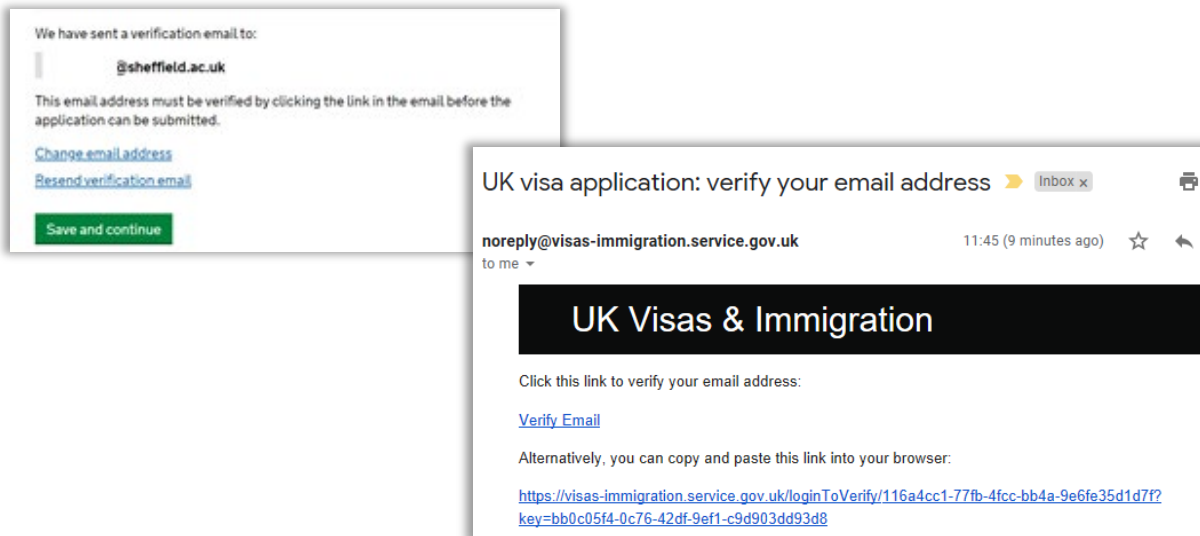 We have sent a verification email to:
@sheffield.ac.uk
This email address must be verified by clicking the link in the email before the
application can be submitted.
Change email address
Resend verification email
Save and continue
UK visa application: verify your email address
Inbox x
noreply@visas-immigration.service.gov.uk
11:45 (9 minutes ago)
to me
UK Visas & Immigration
Click this link to verify your email address:
Verify Email
Alternatively, you can copy and paste this link into your browser:
https://visas-immigration.service.gov.uk/loginToVerify/116a4cc1-77fb-4fcc-bb4a-9e6fe35d1d7f?
key=bb0c05f4-0c76-42df-9ef1-c9d903dd93d8